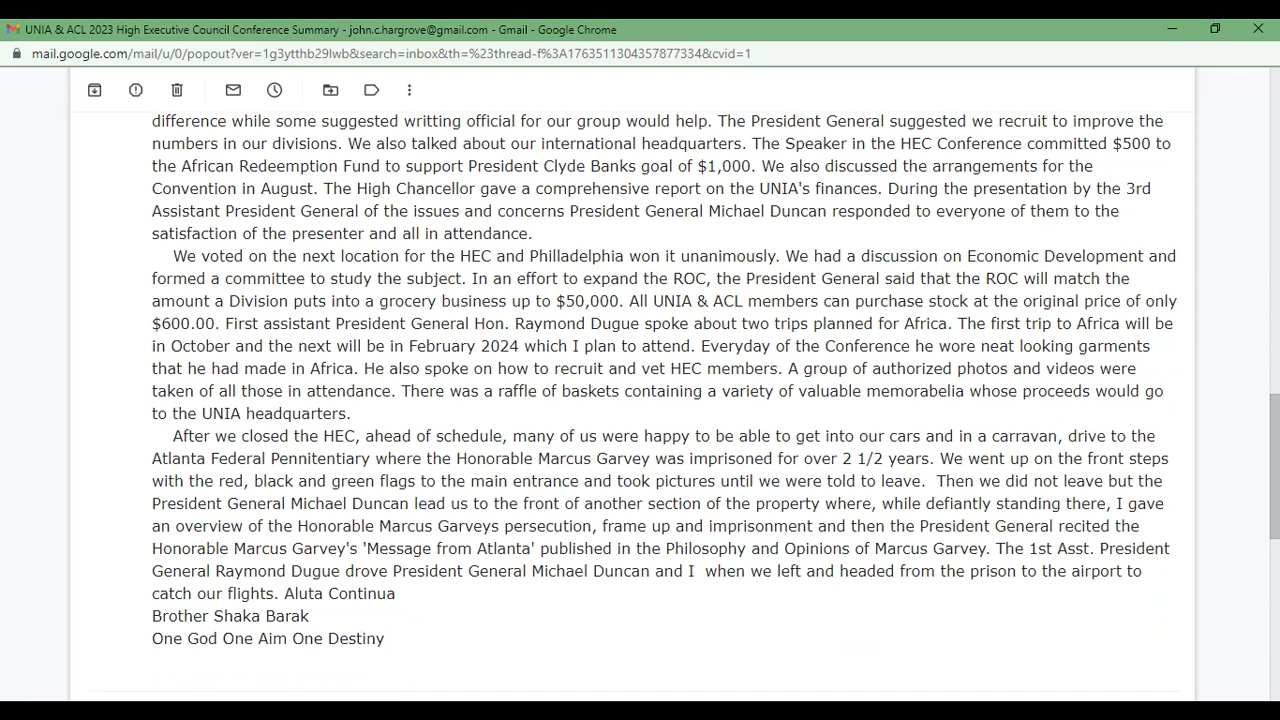 UNIA & ACL 2023 High Executive Council Conference Summary - john.c.hargrove@gmail.com - Gmail - Google Chrome
mail.google.com/mail/u/0/popout?ver=1g3ytthb29lwb&search=inbox&th=%23thread-f%3A1763511304357877334&cvid=1
difference while some suggested writting official for our group would help. The President General suggested we recruit to improve the
numbers in our divisions. We also talked about our international headquarters. The Speaker in the HEC Conference committed $500 to
the African Redemption Fund to support President Clyde Banks goal of $1,000. We also discussed the arrangements for the
Convention in August. The High Chancellor gave a comprehensive report on the UNIA's finances. During the presentation by the 3rd
Assistant President General of the issues and concerns President General Michael Duncan responded to everyone of them to the
satisfaction of the presenter and all in attendance.
We voted on the next location for the HEC and Philladelphia won it unanimously. We had a discussion on Economic Development and
formed a committee to study the subject. In an effort to expand the ROC, the President General said that the ROC will match the
amount a Division puts into a grocery business up to $50,000. All UNIA & ACL members can purchase stock at the original price of only
$600.00. First assistant President General Hon. Raymond Dugue spoke about two trips planned for Africa. The first trip to Africa will be
in October and the next will be in February 2024 which I plan to attend. Everyday of the Conference he wore neat looking garments
that he had made in Africa. He also spoke on how to recruit and vet HEC members. A group of authorized photos and videos were
taken of all those in attendance. There was a raffle of baskets containing a variety of valuable memorabelia whose proceeds would go
to the UNIA headquarters.
After we closed the HEC, ahead of schedule, many of us were happy to be able to get into our cars and in a carravan, drive to the
Atlanta Federal Pennitentiary where the Honorable Marcus Garvey was imprisoned for over 2 1/2 years. We went up on the front steps
with the red, black and green flags to the main entrance and took pictures until we were told to leave.  Then we did not leave but the
President General Michael Duncan lead us to the front of another section of the property where, while defiantly standing there, I gave
an overview of the Honorable Marcus Garveys persecution, frame up and imprisonment and then the President General recited the
Honorable Marcus Garvey's 'Message from Atlanta' published in the Philosophy and Opinions of Marcus Garvey. The 1st Asst. President
General Raymond Dugue drove President General Michael Duncan and I  when we left and headed from the prison to the airport to
catch our flights. Aluta Continua
Brother Shaka Barak
One God One Aim One Destiny